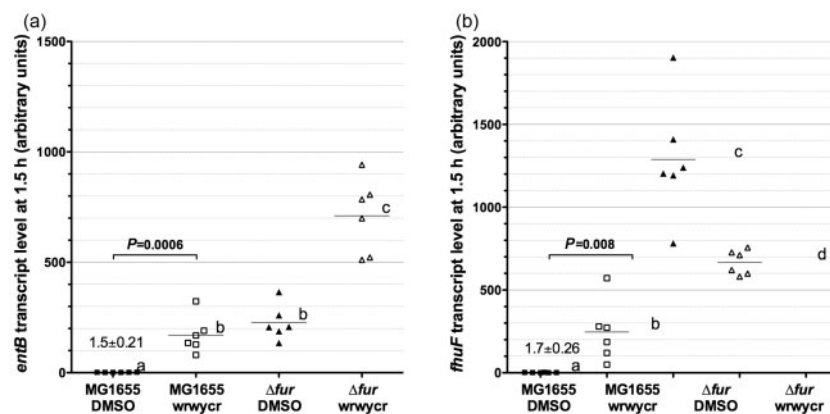 (a)
entB transcript level at 1.5 h (arbitrary units)
1500
1000
500
0
P=0.0006
1.5±0.21
a
b
b
c
MG1655 DMSO
MG1655 wrwycr
Δfur DMSO
Δfur wrwycr
(b)
fhuF transcript level at 1.5 h (arbitrary units)
2000
1500
1000
500
0
P=0.008
1.7±0.26
a
b
c
d
MG1655 DMSO
MG1655 wrwycr
Δfur DMSO
Δfur wrwycr